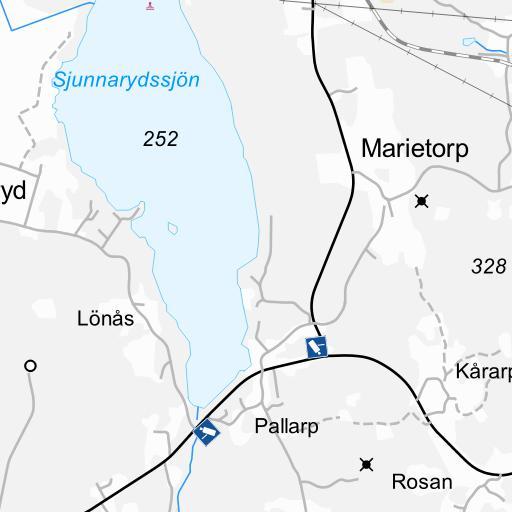 Sjunnarydssjön
252
Marietorp
yd
328
Lönås
Kårarp
Pallarp
Rosan